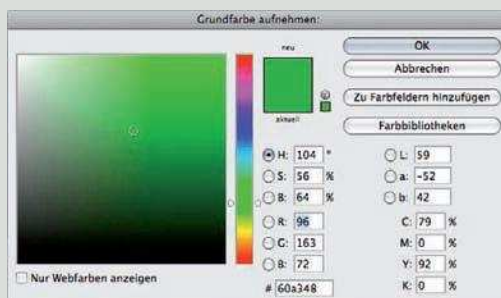 Grundfarbe aufnehmen:
neu
aktuell
OK
Abbrechen
Zu Farbfeldern hinzufügen
Farbbibliotheken
H: 104 °
S: 56 %
B: 64 %
R: 96
G: 163
B: 72
# 60a348
L: 59
a: -52
b: 42
C: 79 %
M: 0 %
Y: 92 %
K: 0 %
Nur Webfarben anzeigen